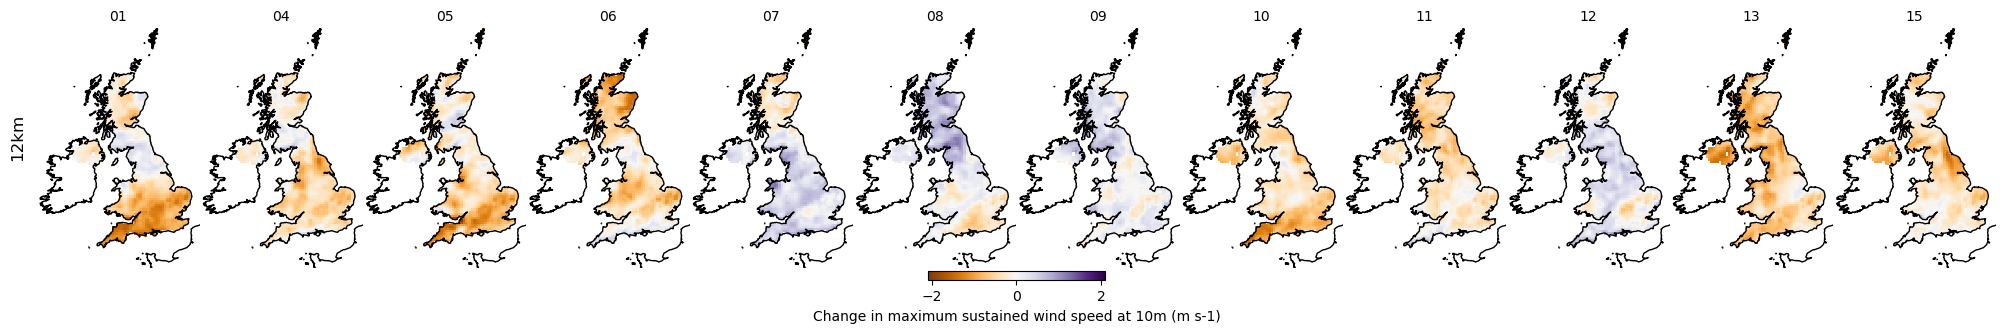 01 04 05 06 07 08 09 10 11 12 13 15
12km
−2 0 2
Change in maximum sustained wind speed at 10m (m s-1)